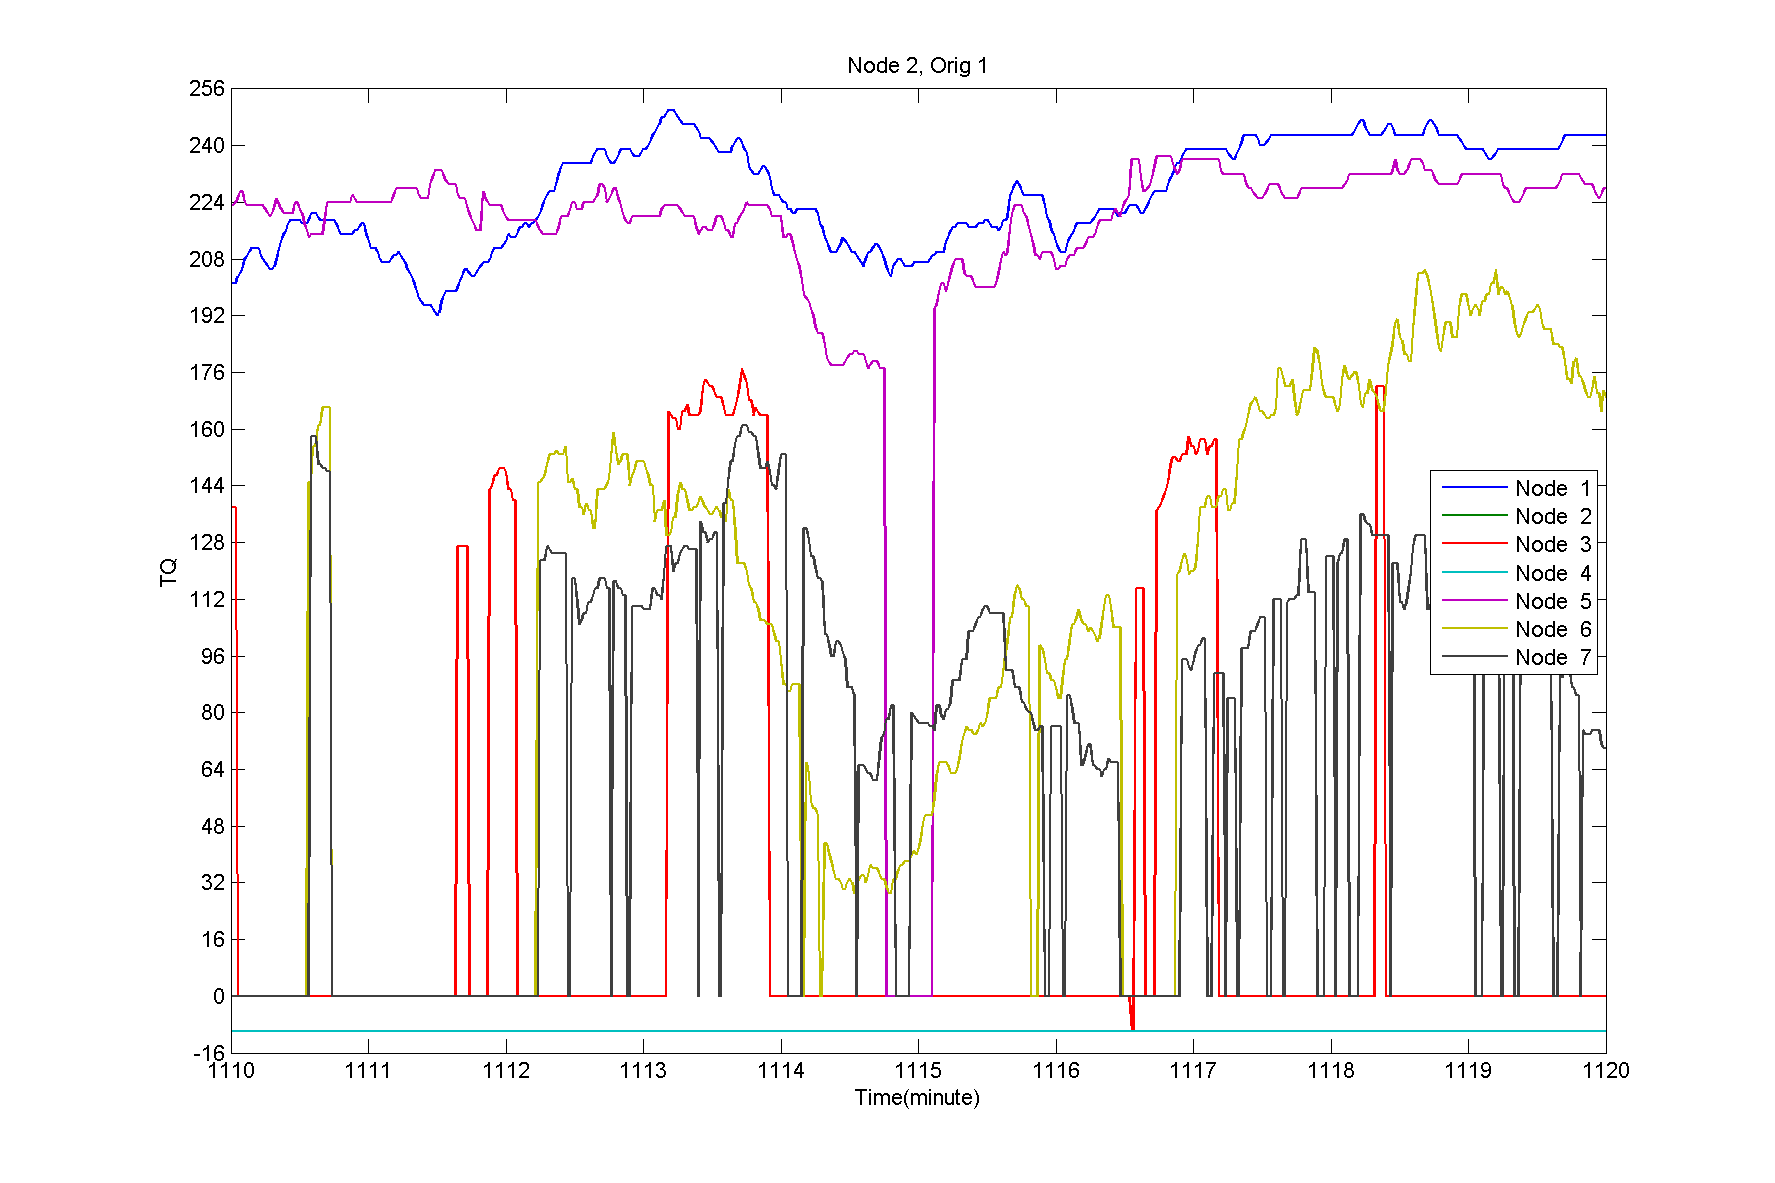 Node 2, Orig 1
256
240
224
208
192
176
160
144
128
112
96
80
64
48
32
16
0
-16
TQ
Node 1
Node 2
Node 3
Node 4
Node 5
Node 6
Node 7
1110 1111 1112 1113 1114 1115 1116 1117 1118 1119 1120
Time(minute)